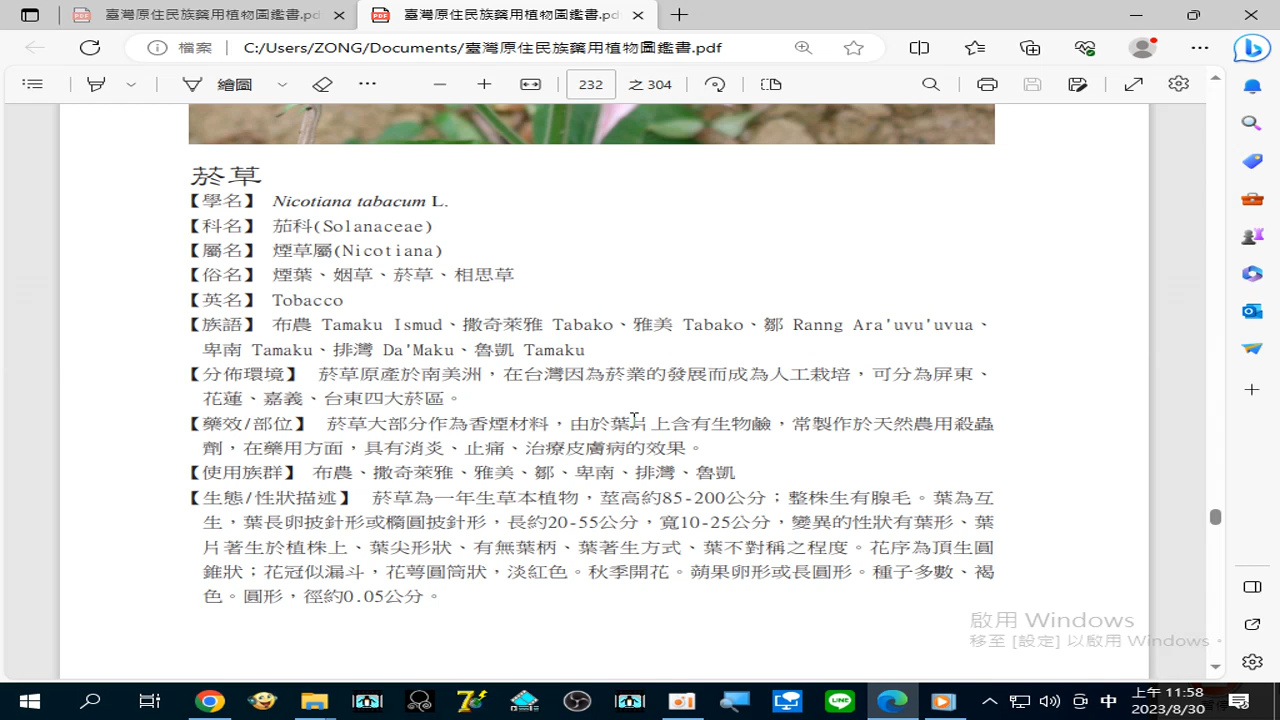 臺灣原住民族藥用植物圖鑑書.pd
臺灣原住民族藥用植物圖鑑書.pd
檔案
C:/Users/ZONG/Documents/臺灣原住民族藥用植物圖鑑書.pdf
繪圖
232 之 304
菸草
【學名】 Nicotiana tabacum L.
【科名】 茄科(Solanaceae)
【屬名】 煙草屬(Nicotiana)
【俗名】 煙葉、姻草、菸草、相思草
【英名】 Tobacco
【族語】 布農 Tamaku Ismud、撒奇萊雅 Tabako、雅美 Tabako、鄒 Ranng Ara'uvu'uvua、
卑南 Tamaku、排灣 Da'Maku、魯凱 Tamaku
【分佈環境】 菸草原產於南美洲，在台灣因為菸業的發展而成為人工栽培，可分為屏東、
花蓮、嘉義、台東四大菸區。
【藥效/部位】 菸草大部分作為香煙材料，由於葉片上含有生物鹼，常製作於天然農用殺蟲
劑，在藥用方面，具有消炎、止痛、治療皮膚病的效果。
【使用族群】 布農、撒奇萊雅、雅美、鄒、卑南、排灣、魯凱
【生態/性狀描述】 菸草為一年生草本植物，莖高約85-200公分；整株生有腺毛。葉為互
生，葉長卵披針形或橢圓披針形，長約20-55公分，寬10-25公分，變異的性狀有葉形、葉
片著生於植株上、葉尖形狀、有無葉柄、葉著生方式、葉不對稱之程度。花序為頂生圓
錐狀；花冠似漏斗，花萼圓筒狀，淡紅色。秋季開花。蘋果卵形或長圓形。種子多數、褐
色。圓形，徑約0.05公分。
啟用 Windows
移至 [設定] 以啟用 Windows。
LINE
中
上午 11:58
2023/8/30